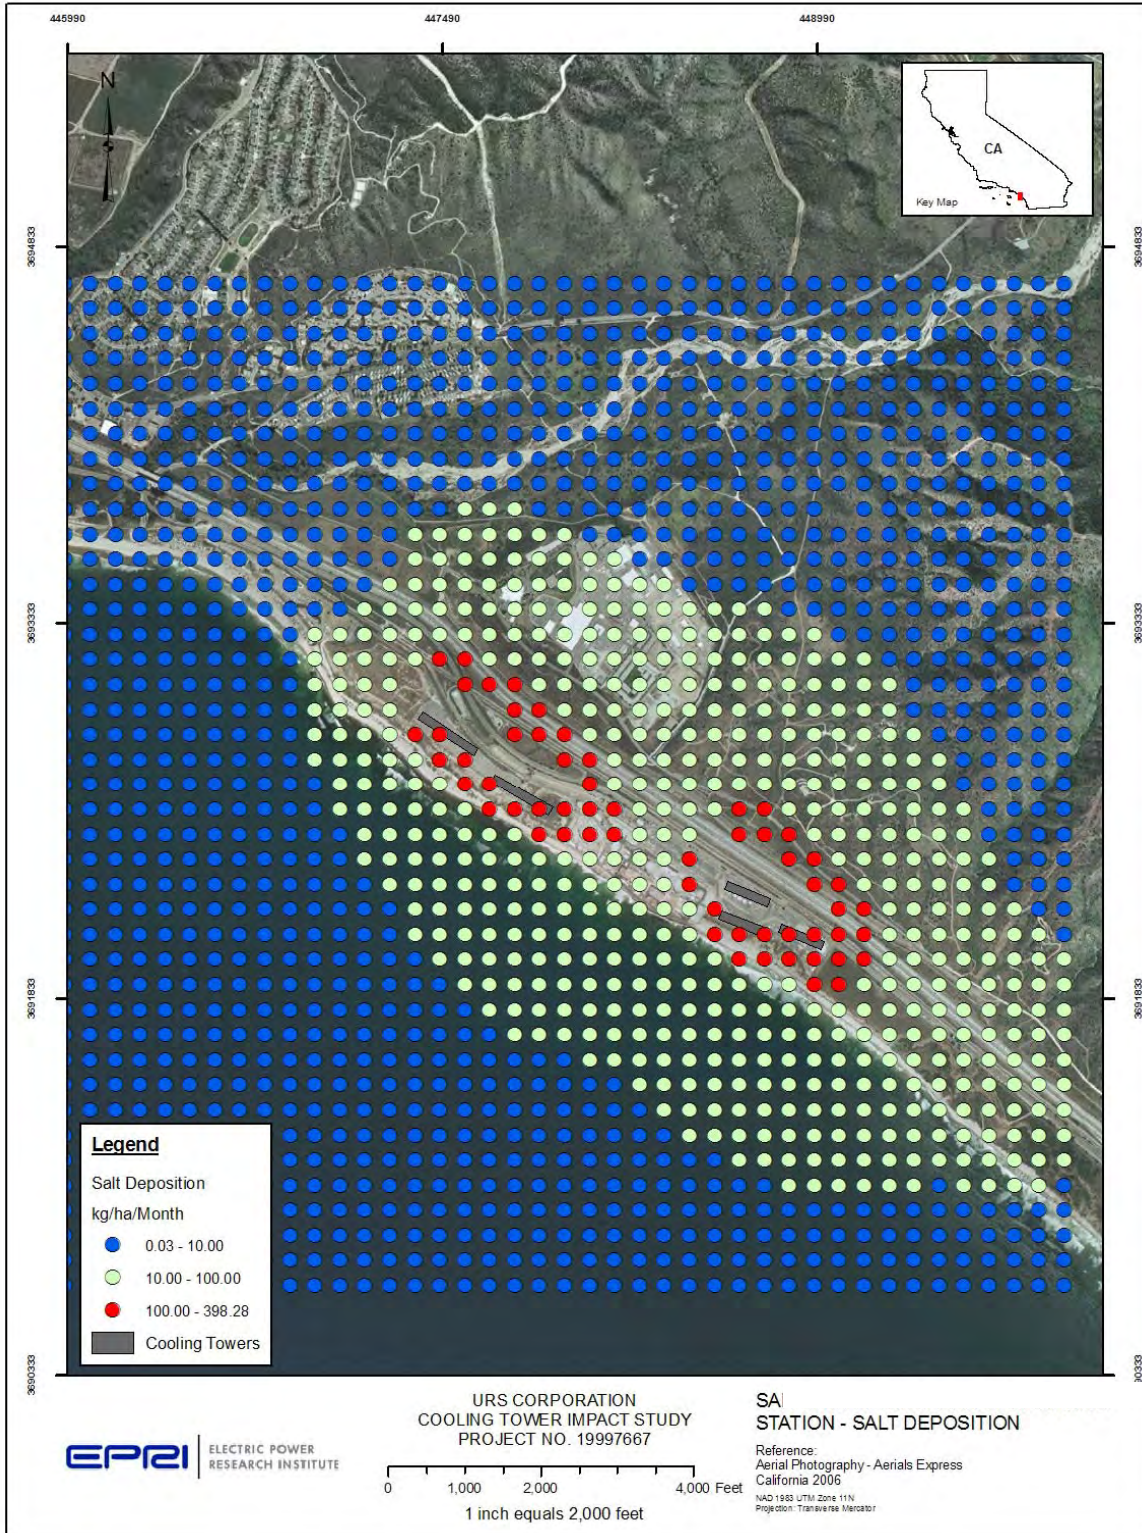 445990
447490
448990
N
CA
Key Map
3694833
3694833
3693333
3693333
3691833
3691833
3690333
Legend
Salt Deposition
kg/ha/Month
0.03 - 10.00
10.00 - 100.00
100.00 - 398.28
Cooling Towers
EPRI
ELECTRIC POWER
RESEARCH INSTITUTE
URS CORPORATION
COOLING TOWER IMPACT STUDY
PROJECT NO. 19997667
0 1,000 2,000 4,000 Feet
1 inch equals 2,000 feet
STATION - SALT DEPOSITION
Reference:
Aerial Photography - Aerials Express
California 2006
NAD 1983 UTM Zone 11N
Projection: Transverse Mercator